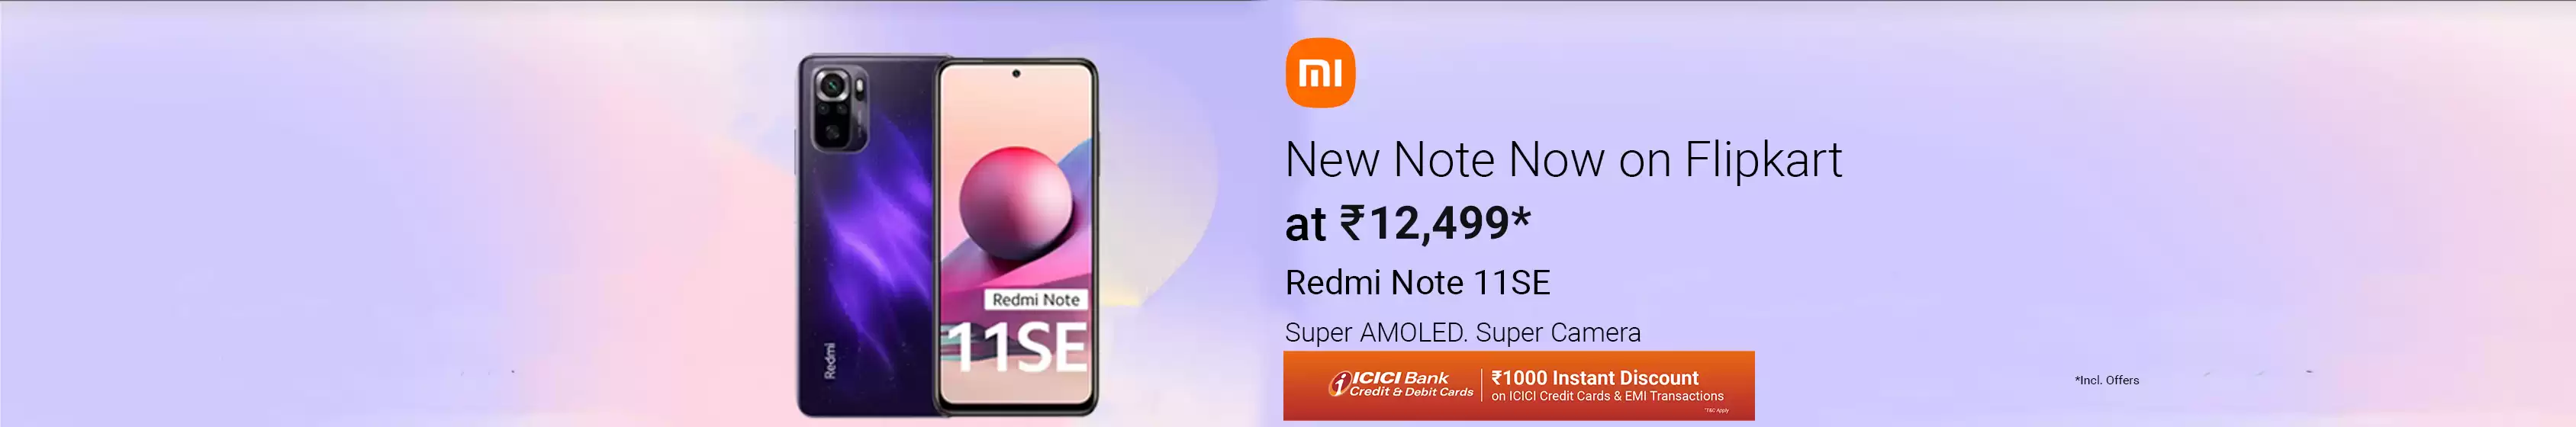 Redmi
Redmi Note
11SE
mi
New Note Now on Flipkart
at ₹12,499*
Redmi Note 11SE
Super AMOLED. Super Camera
i ICICI Bank
Credit & Debit Cards
₹1000 Instant Discount
on ICICI Credit Cards & EMI Transactions
*T&C Apply
*Incl. Offers